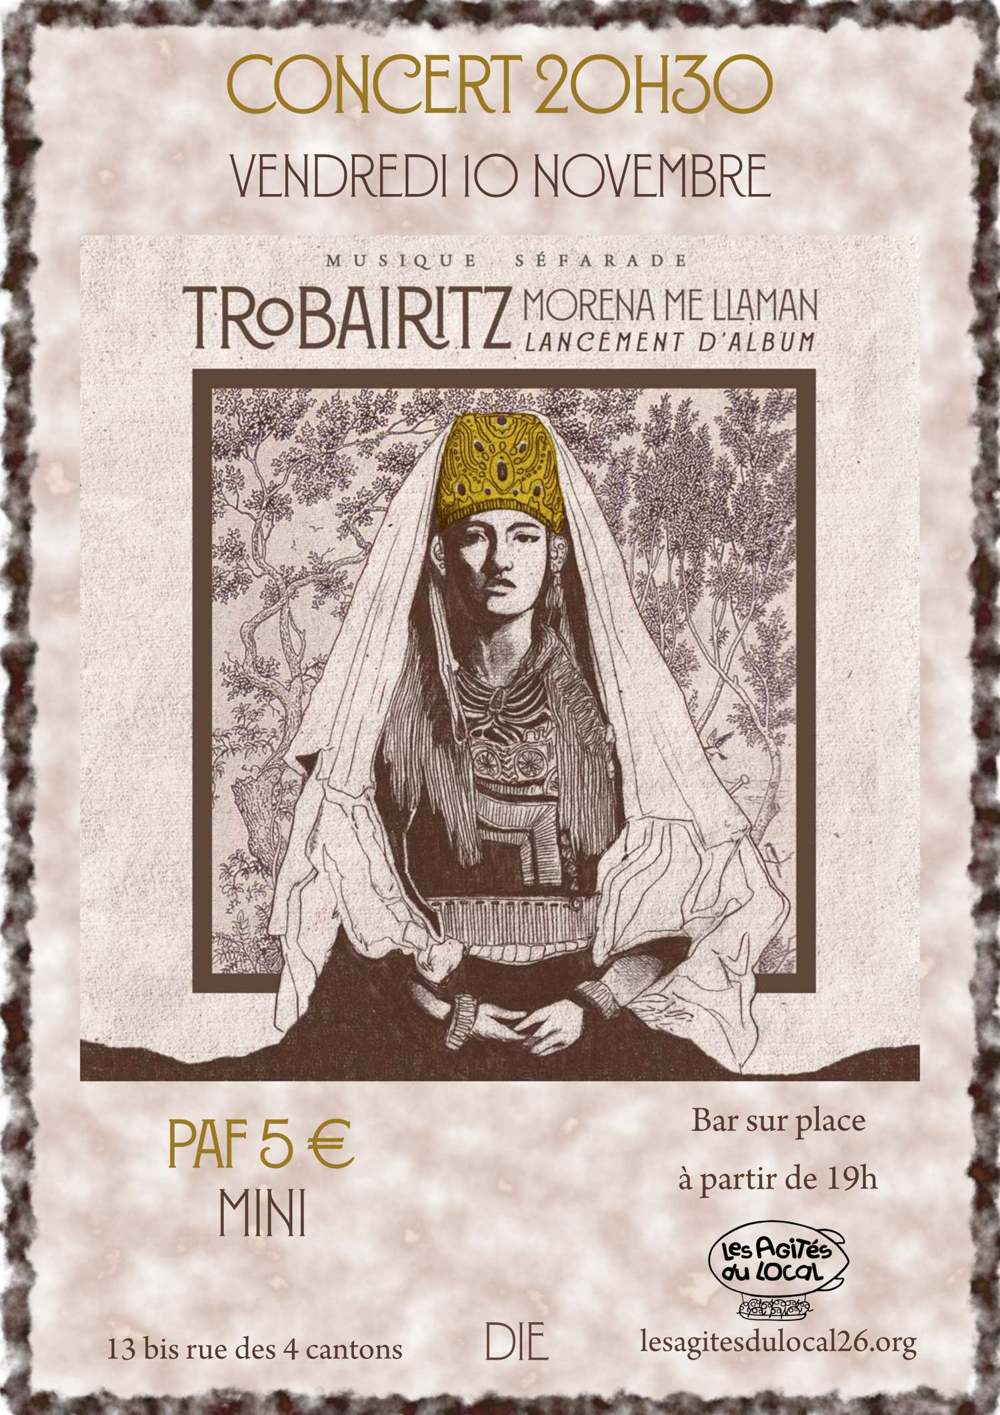 CONCERT 20H30
VENDREDI 10 NOVEMBRE
MUSIQUE SÉFARADE
TRoBAIRITZ
MORENA ME LLAMAN
LANCEMENT D'ALBUM
PAF 5 €
MINI
Bar sur place
à partir de 19h
Les AGiTés
du LOCAL
13 bis rue des 4 cantons
DIE
lesagitesdulocal26.org